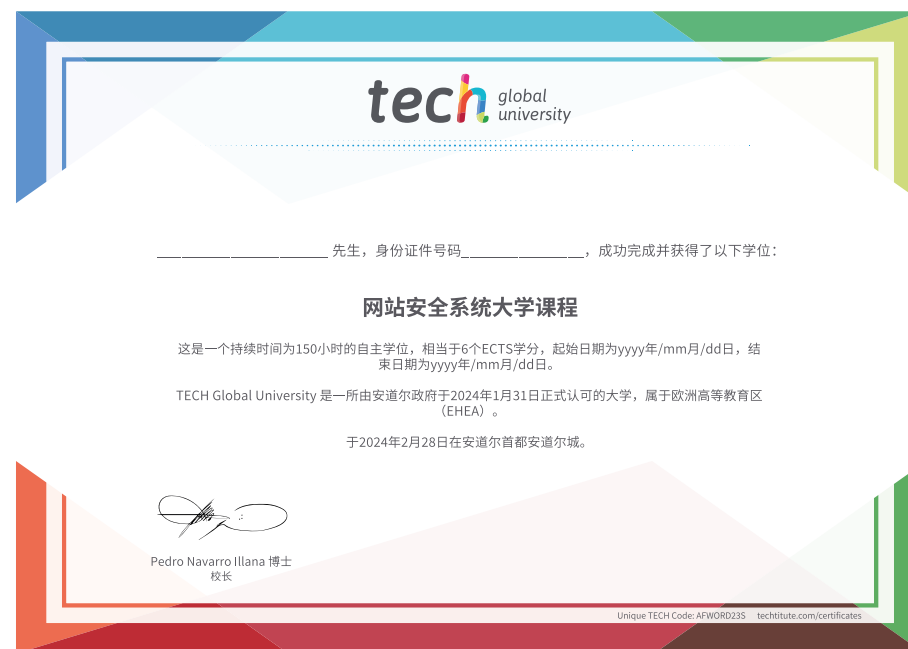 tech global university
______________________ 先生，身份证件号码________________，成功完成并获得了以下学位：
网站安全系统大学课程
这是一个持续时间为150小时的自主学位，相当于6个ECTS学分，起始日期为yyyy年/mm月/dd日，结
束日期为yyyy年/mm月/dd日。
TECH Global University 是一所由安道尔政府于2024年1月31日正式认可的大学，属于欧洲高等教育区
（EHEA）。
于2024年2月28日在安道尔首都安道尔城。
Pedro Navarro Illana 博士
校长
Unique TECH Code: AFWORD23S techtitute.com/certificates